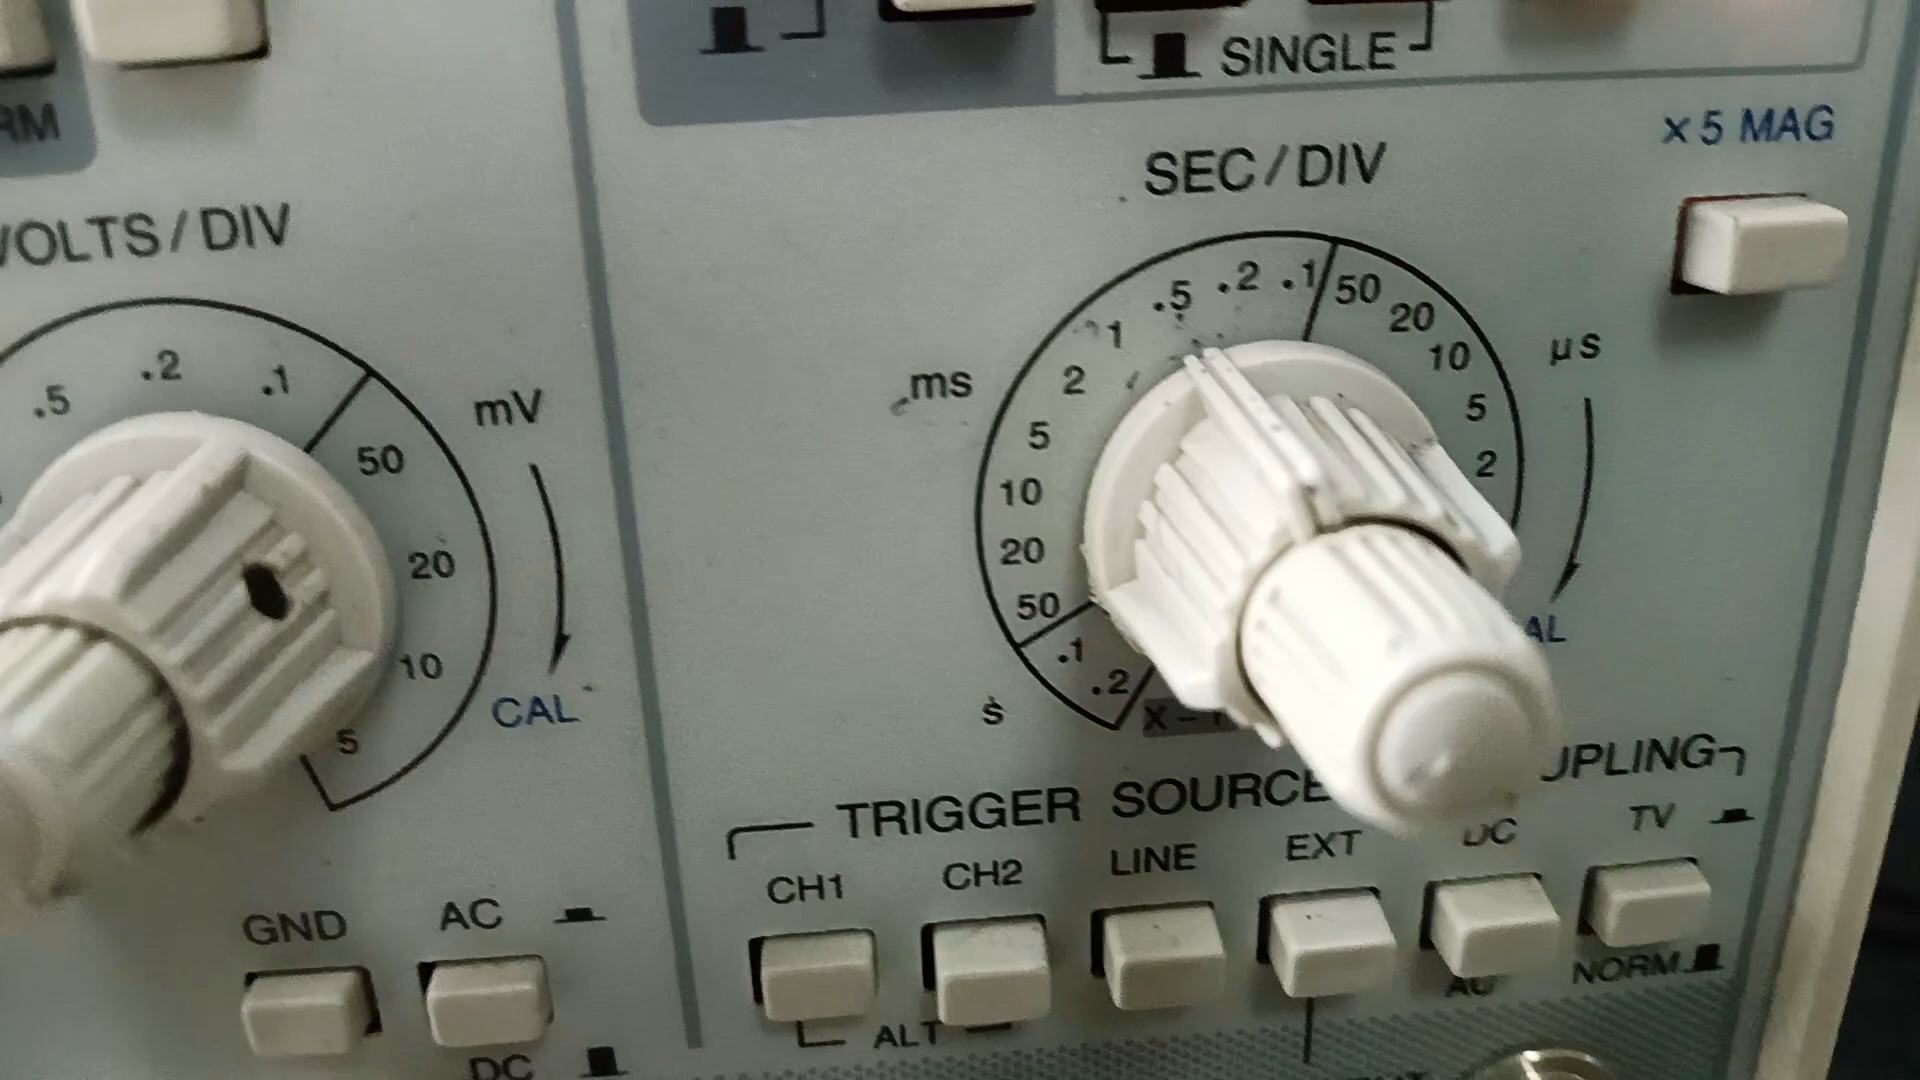 SINGLE
RM
x 5 MAG
SEC/DIV
VOLTS/DIV
.5 .2 .1
mV
50
20
10
5
CAL
ms
.5 .2 .1
1
2
5
10
20
50
.1
.2
s
50
20
10
5
2
µs
AL
X-
TRIGGER SOURCE
UPLING
CH1 CH2 LINE EXT DC TV
GND AC
ALT
AC
NORM
DC